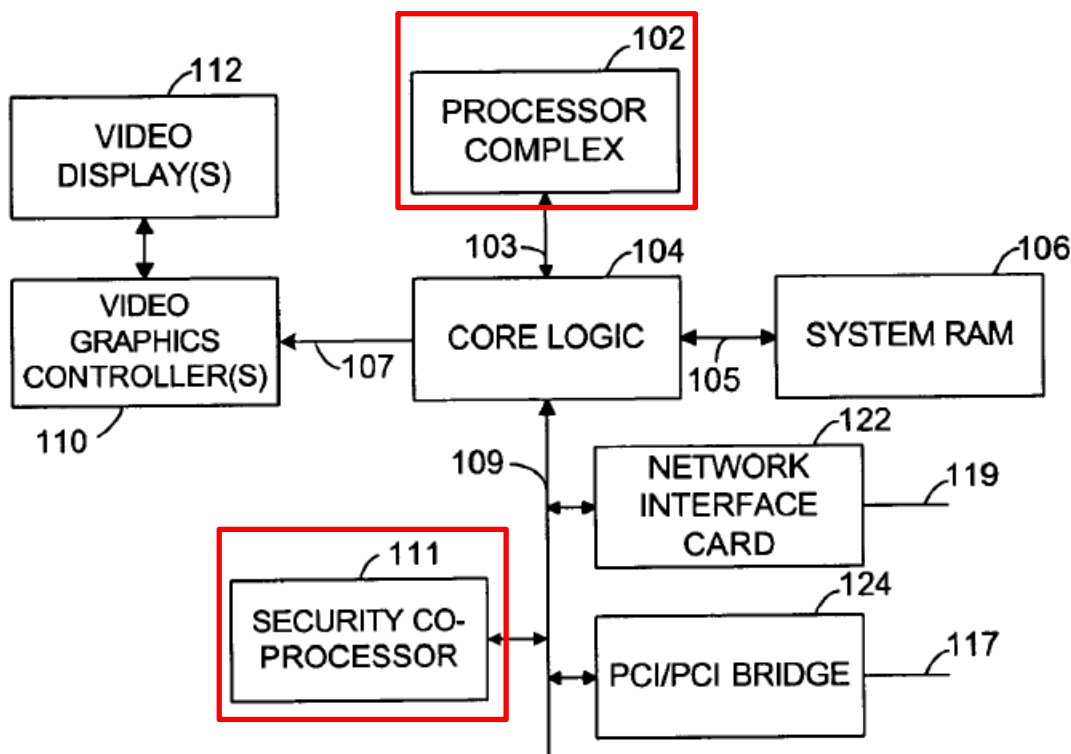 102
112
PROCESSOR
COMPLEX
VIDEO
DISPLAY(S)
103
104
106
VIDEO
GRAPHICS
CONTROLLER(S)
CORE LOGIC
SYSTEM RAM
107
105
110
122
109
NETWORK
INTERFACE
CARD
119
111
124
SECURITY CO-
PROCESSOR
PCI/PCI BRIDGE
117